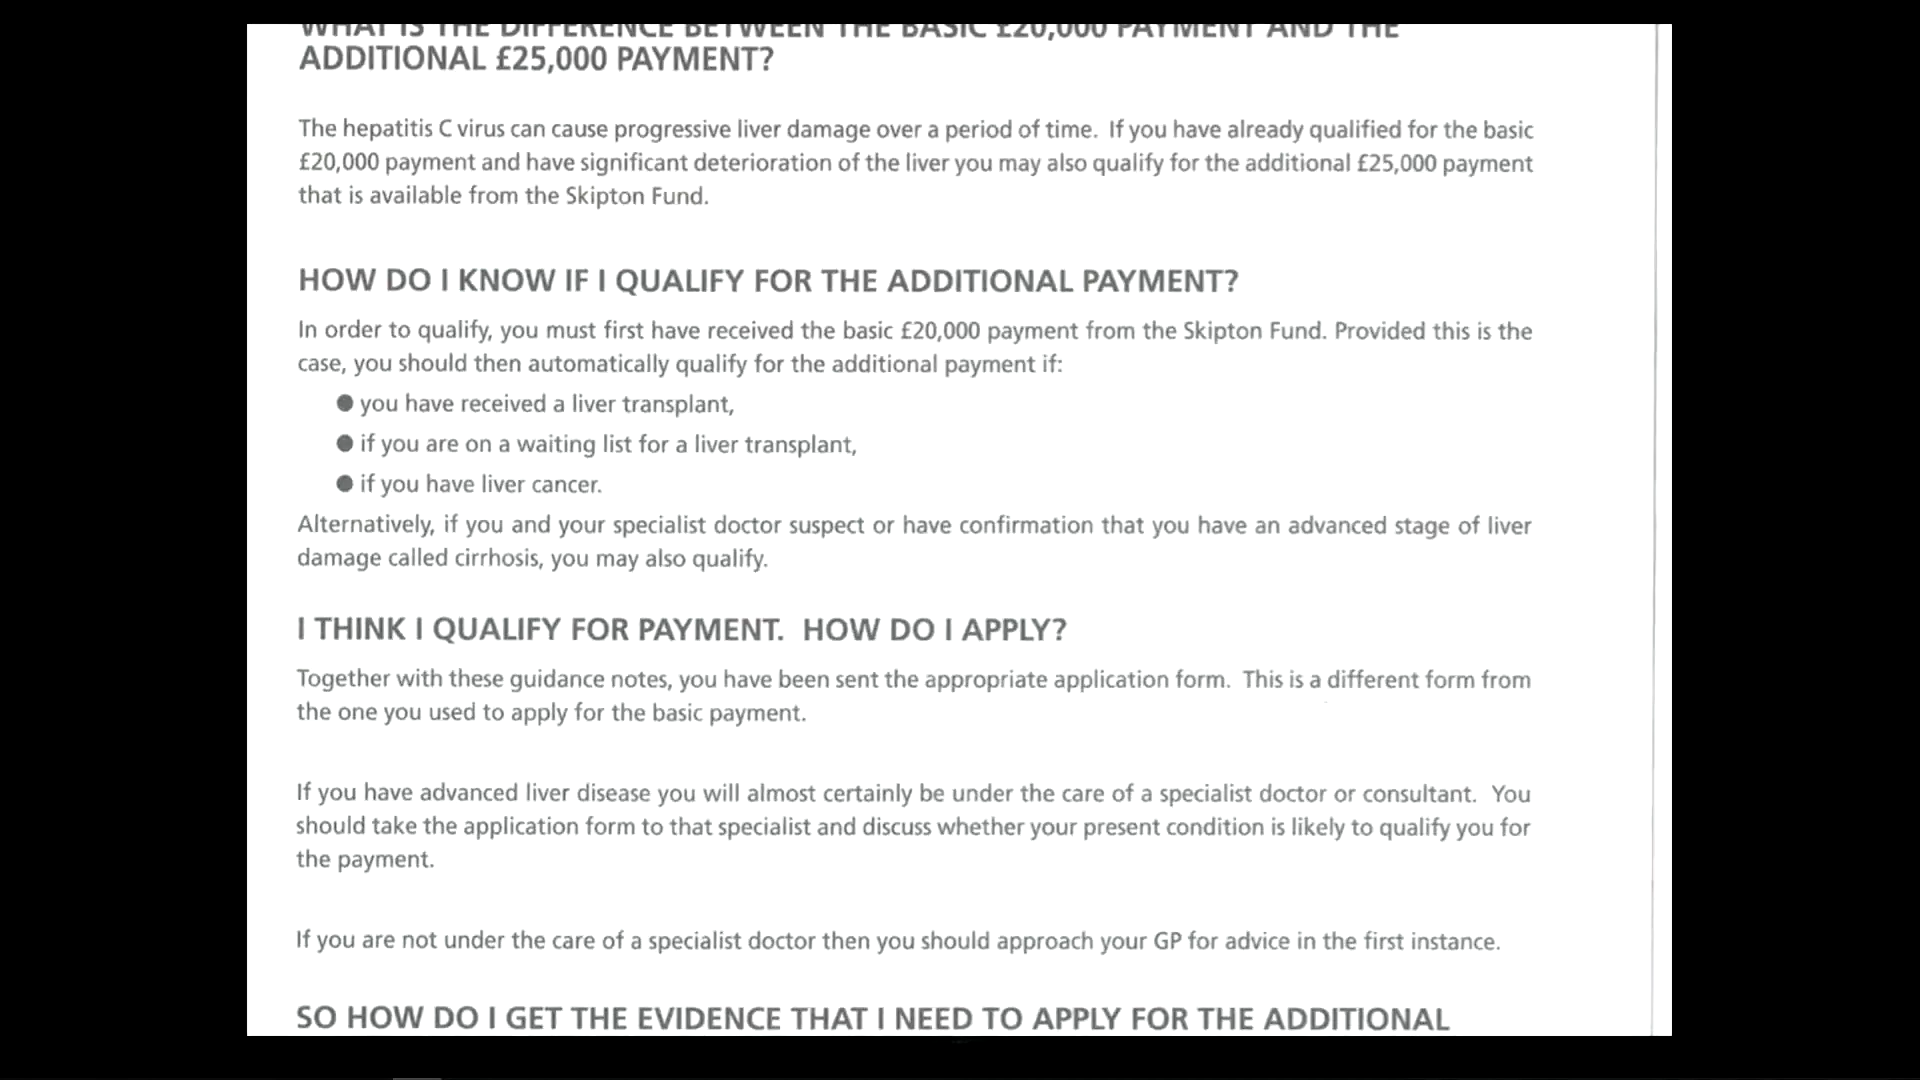 WHAT IS THE DIFFERENCE BETWEEN THE BASIC £20,000 PAYMENT AND THE
ADDITIONAL £25,000 PAYMENT?
The hepatitis C virus can cause progressive liver damage over a period of time. If you have already qualified for the basic
£20,000 payment and have significant deterioration of the liver you may also qualify for the additional £25,000 payment
that is available from the Skipton Fund.
HOW DO I KNOW IF I QUALIFY FOR THE ADDITIONAL PAYMENT?
In order to qualify, you must first have received the basic £20,000 payment from the Skipton Fund. Provided this is the
case, you should then automatically qualify for the additional payment if:
● you have received a liver transplant,
● if you are on a waiting list for a liver transplant,
● if you have liver cancer.
Alternatively, if you and your specialist doctor suspect or have confirmation that you have an advanced stage of liver
damage called cirrhosis, you may also qualify.
I THINK I QUALIFY FOR PAYMENT. HOW DO I APPLY?
Together with these guidance notes, you have been sent the appropriate application form. This is a different form from
the one you used to apply for the basic payment.
If you have advanced liver disease you will almost certainly be under the care of a specialist doctor or consultant. You
should take the application form to that specialist and discuss whether your present condition is likely to qualify you for
the payment.
If you are not under the care of a specialist doctor then you should approach your GP for advice in the first instance.
SO HOW DO I GET THE EVIDENCE THAT I NEED TO APPLY FOR THE ADDITIONAL